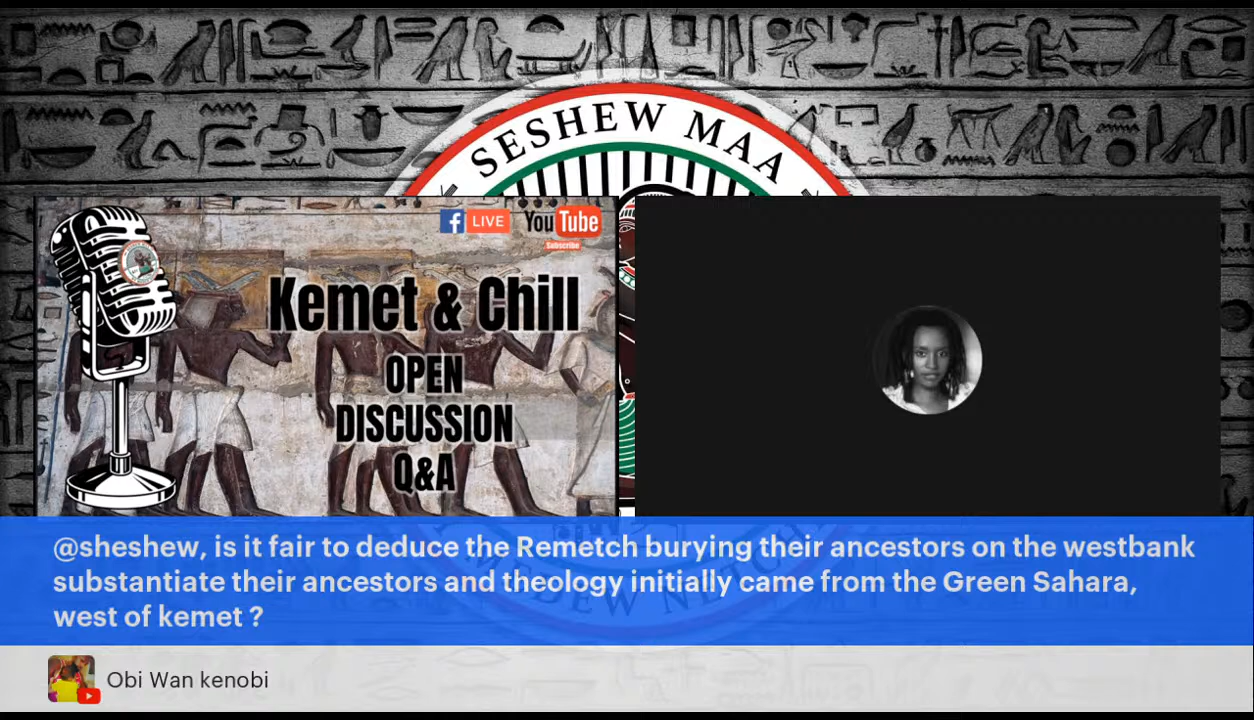 SESHEW MAA
f LIVE YouTube
Subscribe
Kemet & Chill
OPEN
DISCUSSION
Q&A
@sheshew, is it fair to deduce the Remetch burying their ancestors on the westbank
substantiate their ancestors and theology initially came from the Green Sahara,
west of kemet ?
Obi Wan kenobi